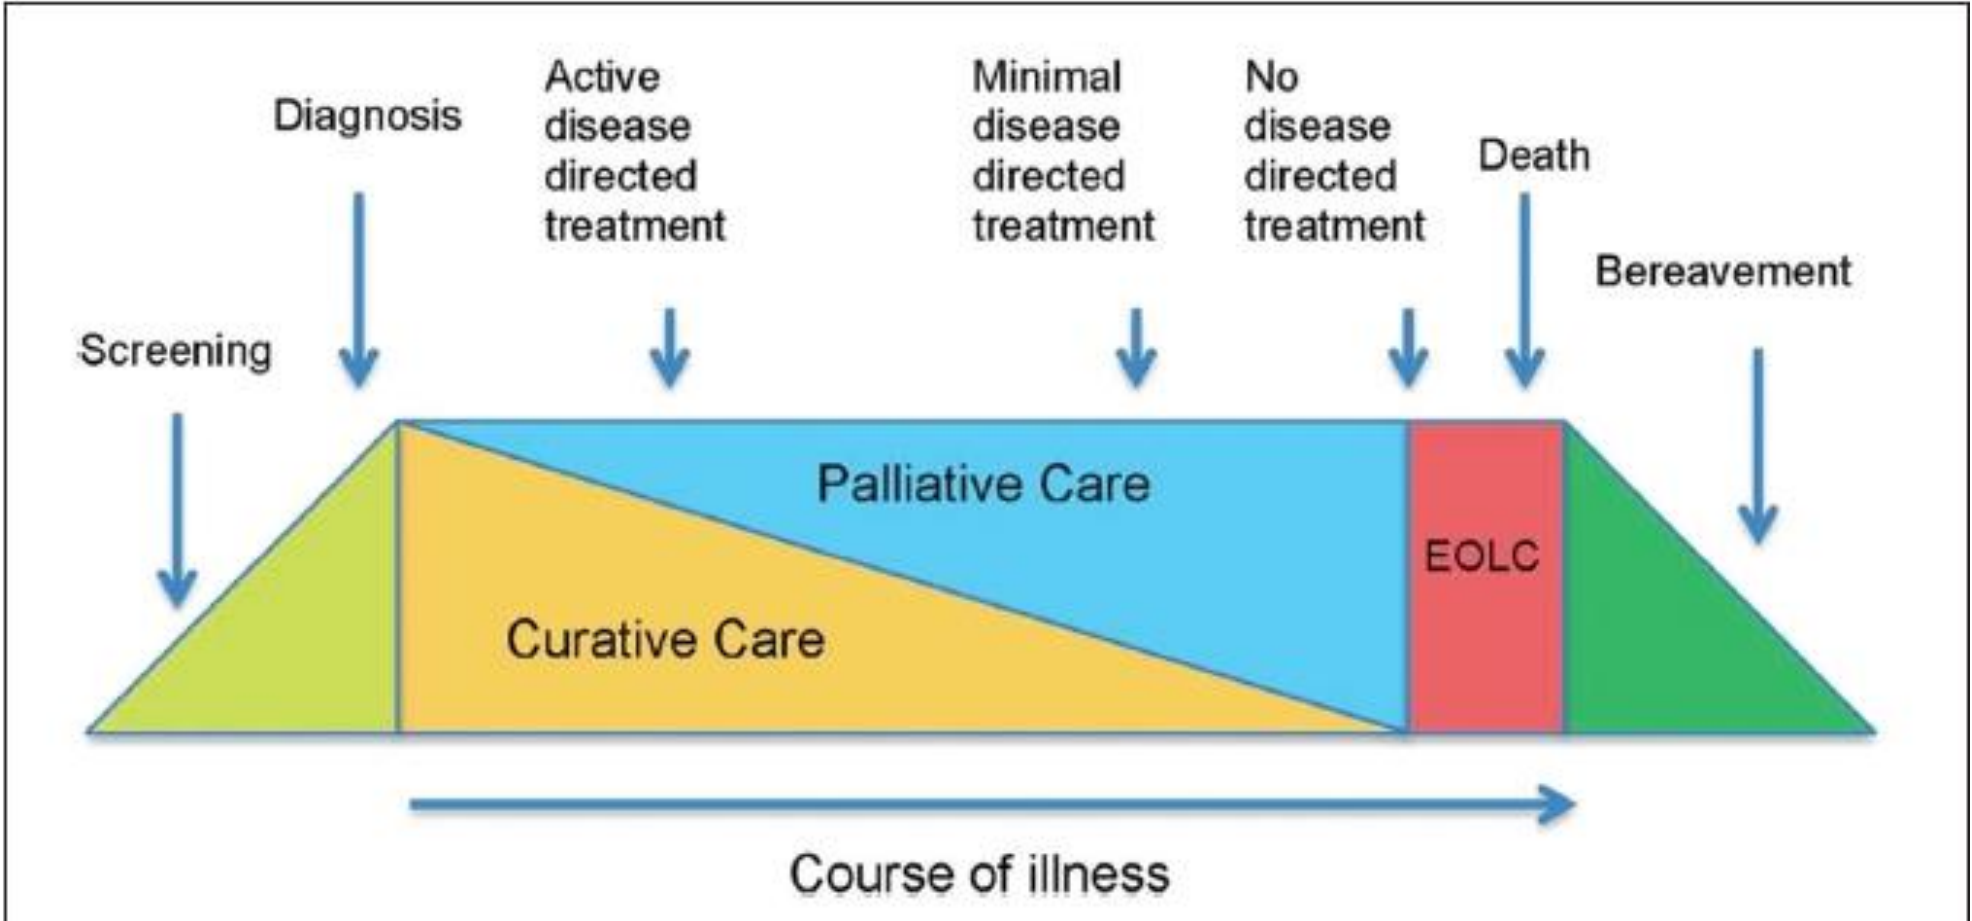 Screening
Diagnosis
Active
disease
directed
treatment
Minimal
disease
directed
treatment
No
disease
directed
treatment
Death
Bereavement
Palliative Care
Curative Care
EOLC
Course of illness